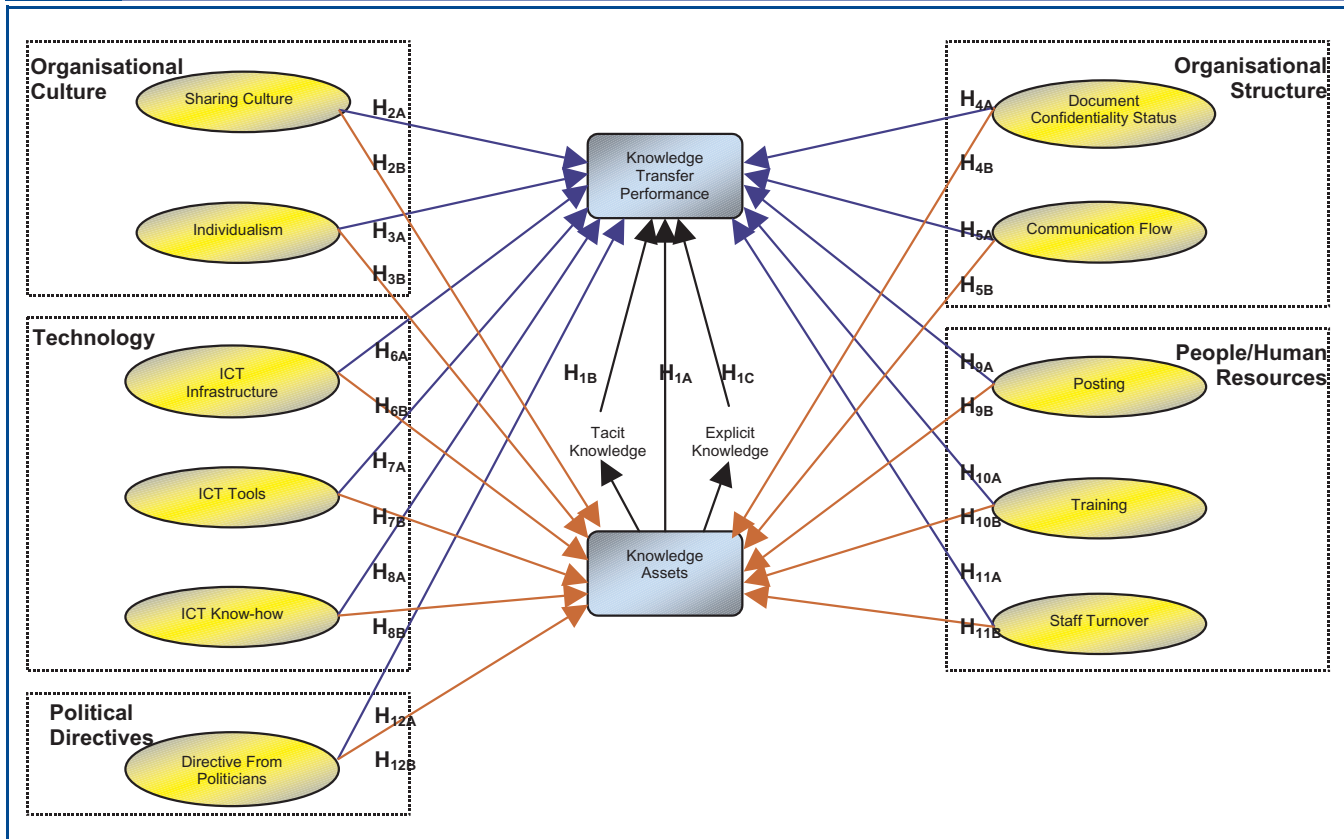 Organisational
Culture
Sharing Culture
H2A
H2B
Individualism
H3A
H3B
Technology
ICT
Infrastructure
H6A
H6B
ICT Tools
H7A
H7B
ICT Know-how
H8A
H8B
Political
Directives
Directive From
Politicians
H12A
H12B
Knowledge
Transfer
Performance
H1B
H1A
H1C
Tacit
Knowledge
Explicit
Knowledge
Knowledge
Assets
Organisational
Structure
H4A
Document
Confidentiality Status
H4B
H5A
Communication Flow
H5B
People/Human
Resources
H9A
Posting
H9B
H10A
Training
H10B
H11A
Staff Turnover
H11B